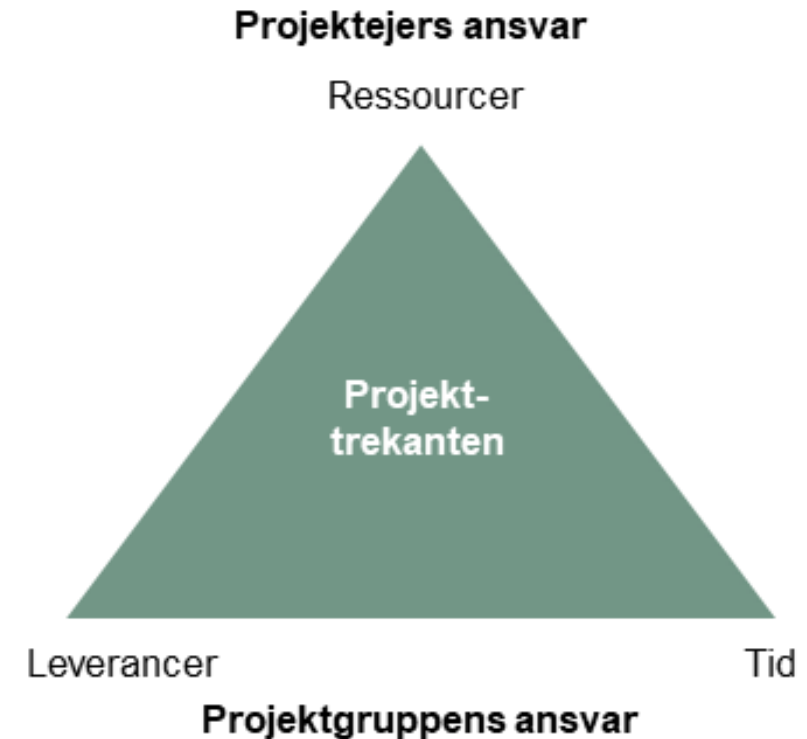 Projektejers ansvar
Ressourcer
Projekt-
trekanten
Leverancer
Tid
Projektgruppens ansvar